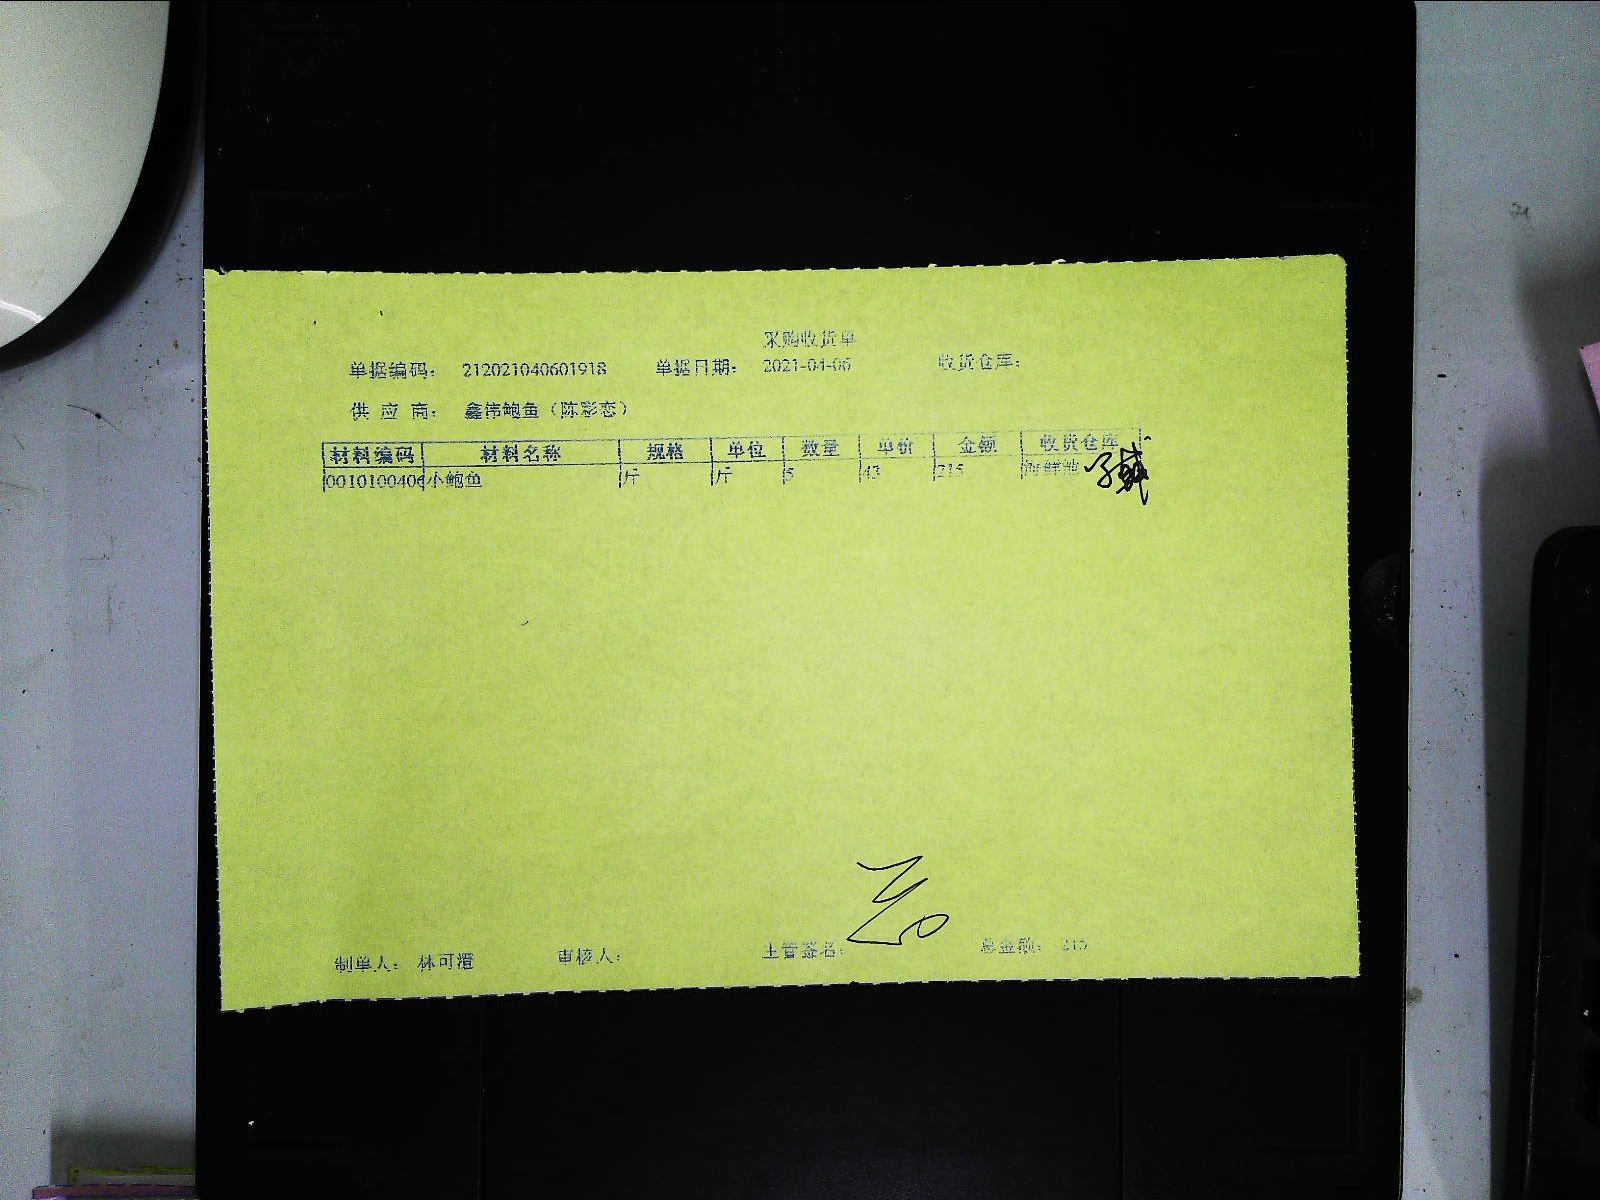 采购收货单
单据编码： 212021040601918 单据日期： 2021-04-06 收货仓库：
供 应 商： 鑫伟鲍鱼（陈彩恋）
材料编码 材料名称 规格 单位 数量 单价 金额 收货仓库
0010100406 小鲍鱼 斤 斤 5 43 215 海鲜池
制单人： 林可澄 审核人： 主管签名： 总金额： 215